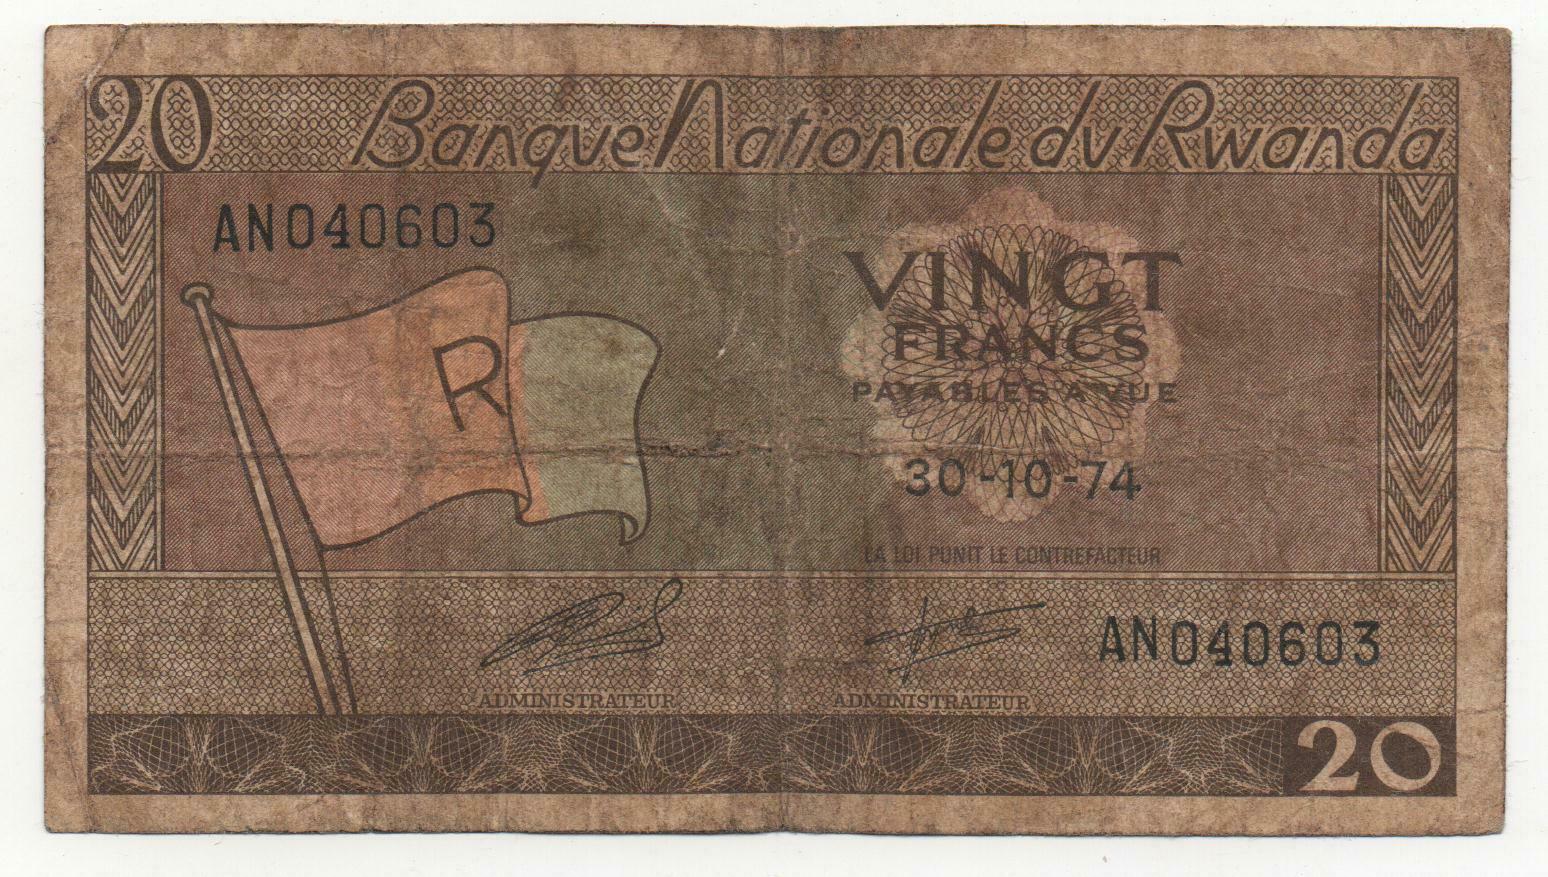 20 Banque Nationale du Rwanda
AN040603
R
VINGT
FRANCS
PAYABLES A VUE
30-10-74
LA LOI PUNIT LE CONTREFACTEUR
AN040603
ADMINISTRATEUR ADMINISTRATEUR
20